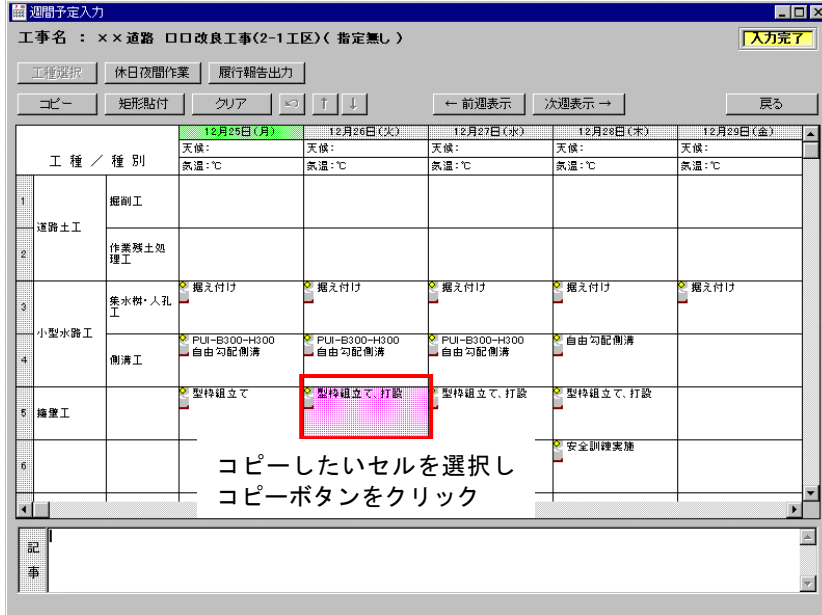 週間予定入力
工事名 : ××道路 口口改良工事(2-1工区)( 指定無し )
入力完了
工種選択 休日夜間作業 履行報告出力
コピー 矩形貼付 クリア ↑ ↓ ← 前週表示 次週表示 → 戻る
工 種 / 種 別 12月25日(月) 12月26日(火) 12月27日(水) 12月28日(木) 12月29日(金)
天候: 天候: 天候: 天候: 天候:
気温:℃ 気温:℃ 気温:℃ 気温:℃ 気温:℃
1 道路土工 掘削工
2 作業残土処
理工
3 小型水路工 集水桝・人孔
工 据え付け 据え付け 据え付け 据え付け 据え付け
4 側溝工 PUI-B300-H300 PUI-B300-H300 PUI-B300-H300 自由勾配側溝
自由勾配側溝 自由勾配側溝 自由勾配側溝
5 擁壁工 型枠組立て 型枠組立て、打設 型枠組立て、打設 型枠組立て、打設
6 安全訓練実施
コピーしたいセルを選択し
コピーボタンをクリック
記
事